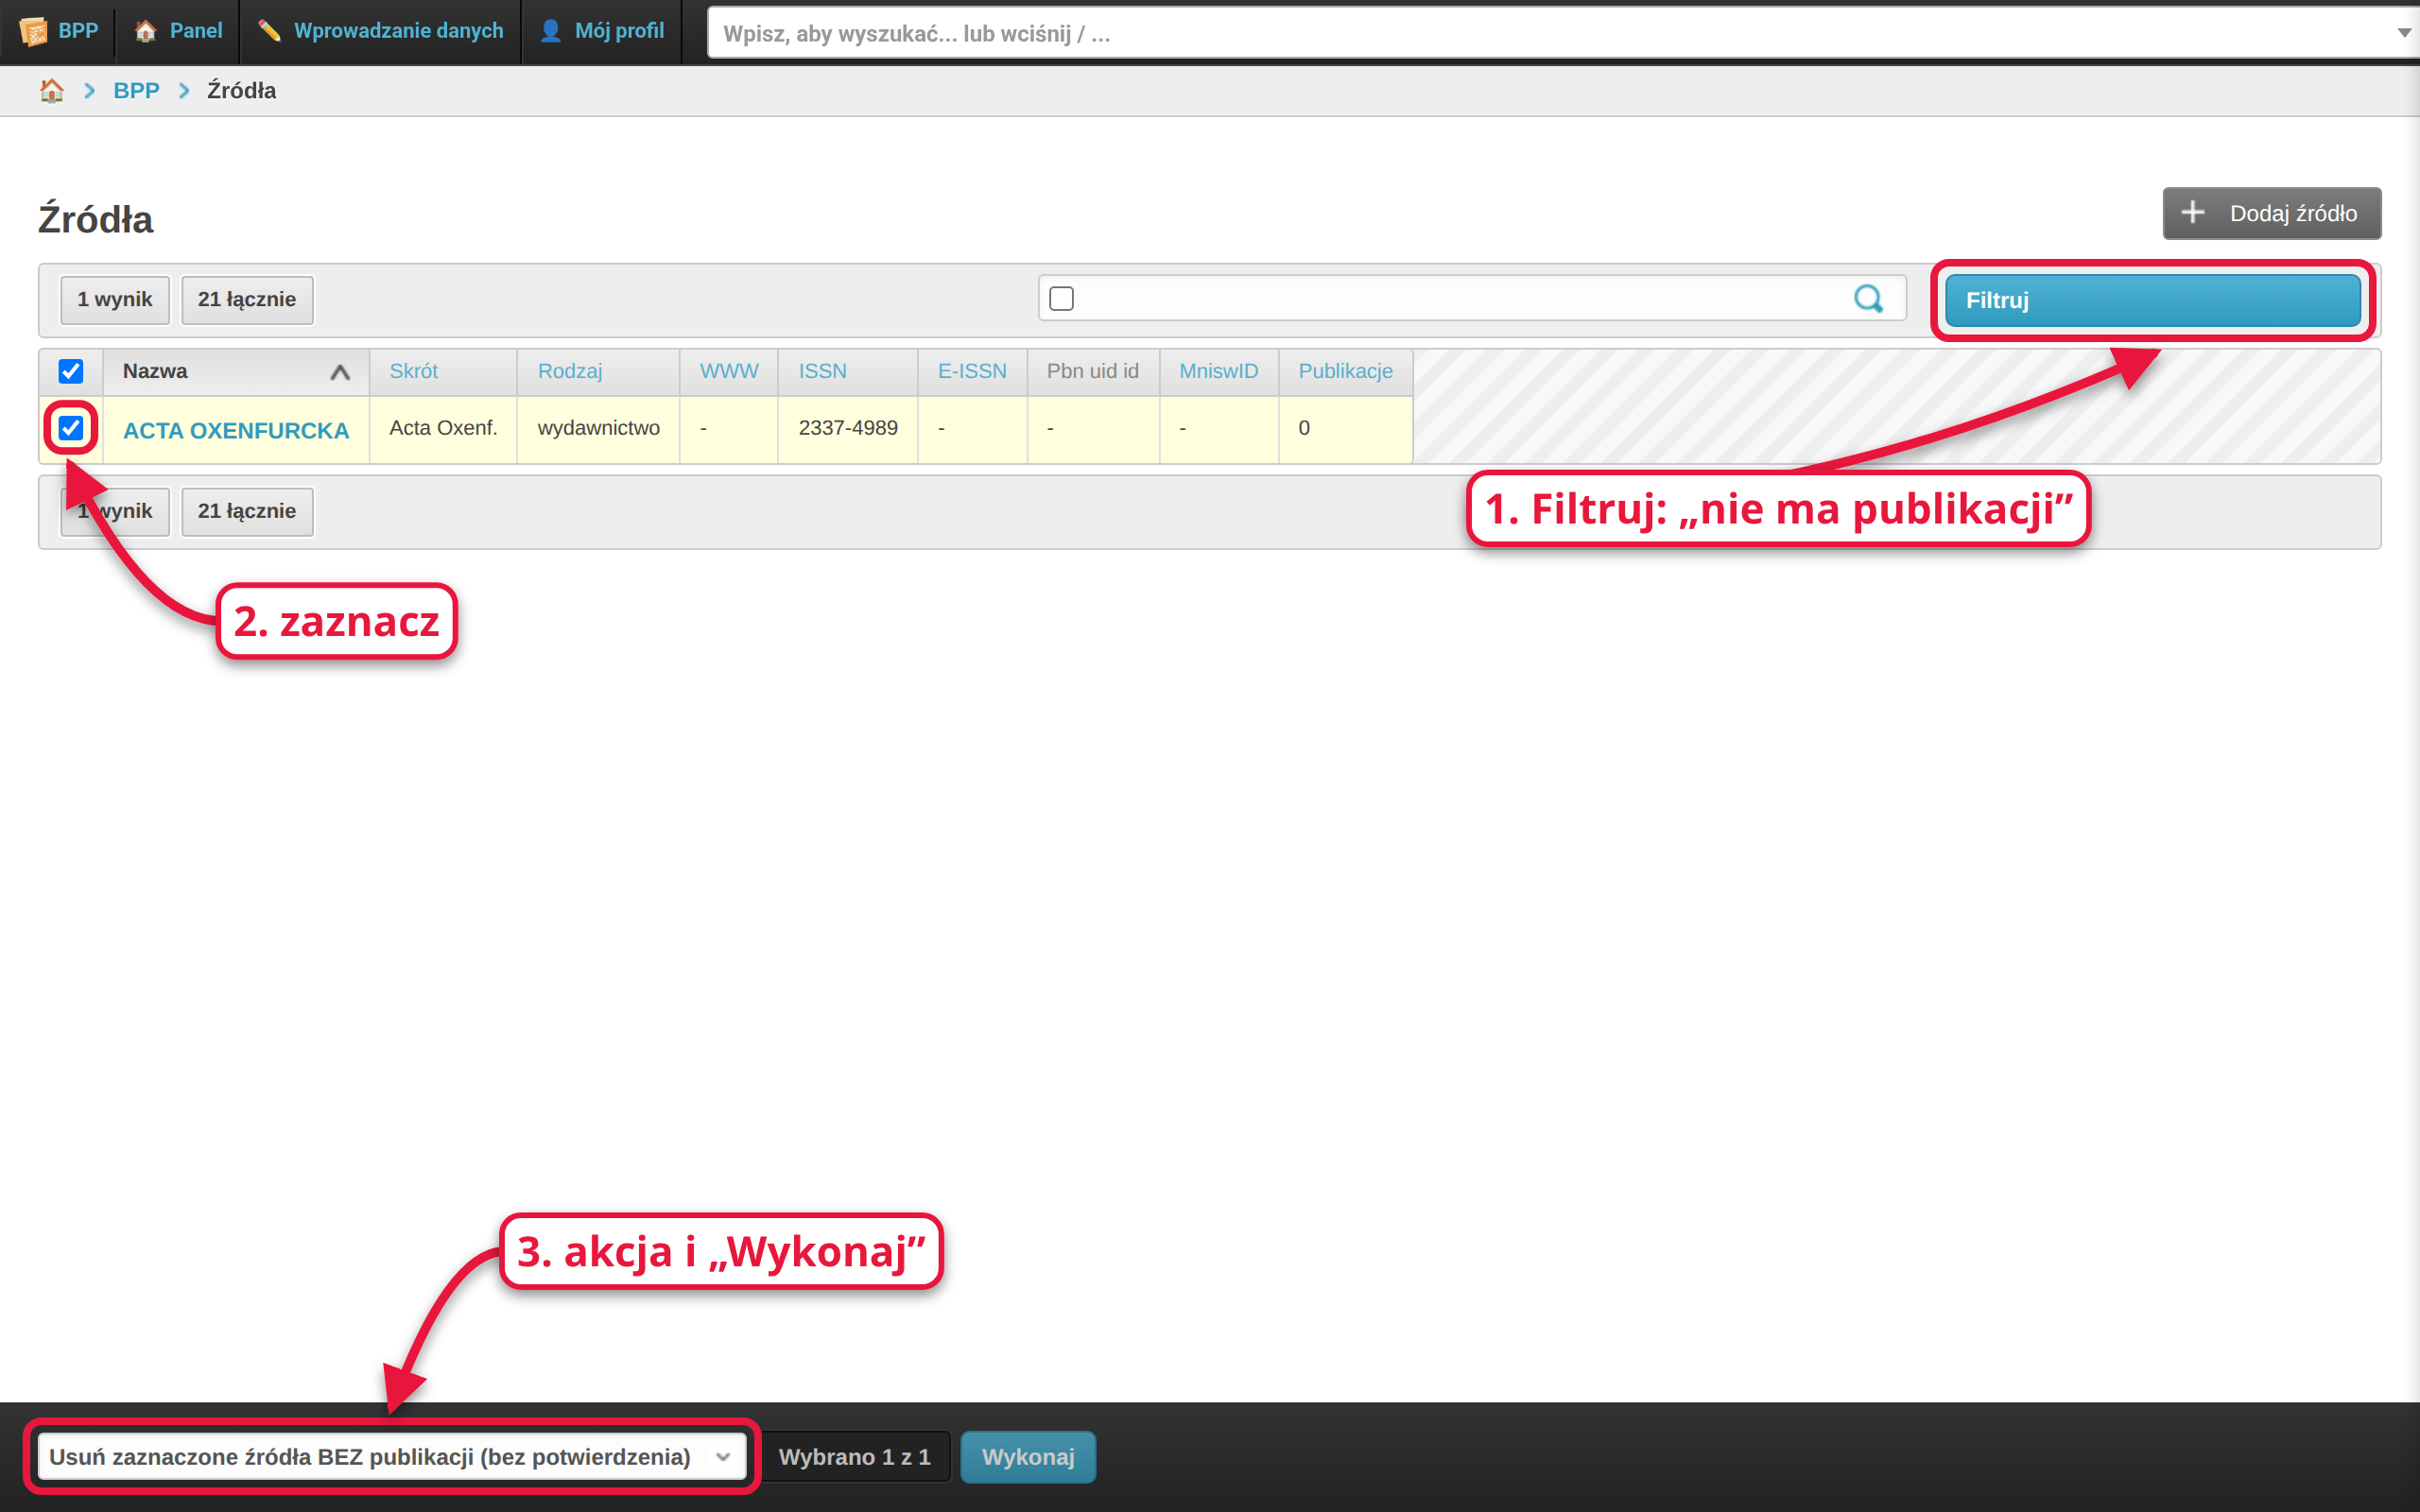 BPP Panel Wprowadzanie danych Mój profil Wpisz, aby wyszukać... lub wciśnij / ...
BPP Źródła
Źródła
Dodaj źródło
1 wynik 21 łącznie Filtruj
Nazwa Skrót Rodzaj WWW ISSN E-ISSN Pbn uid id MniswID Publikacje
ACTA OXENFURCKA Acta Oxenf. wydawnictwo - 2337-4989 - - - 0
1 wynik 21 łącznie
1. Filtruj: „nie ma publikacji”
2. zaznacz
3. akcja i „Wykonaj”
Usuń zaznaczone źródła BEZ publikacji (bez potwierdzenia) Wybrano 1 z 1 Wykonaj